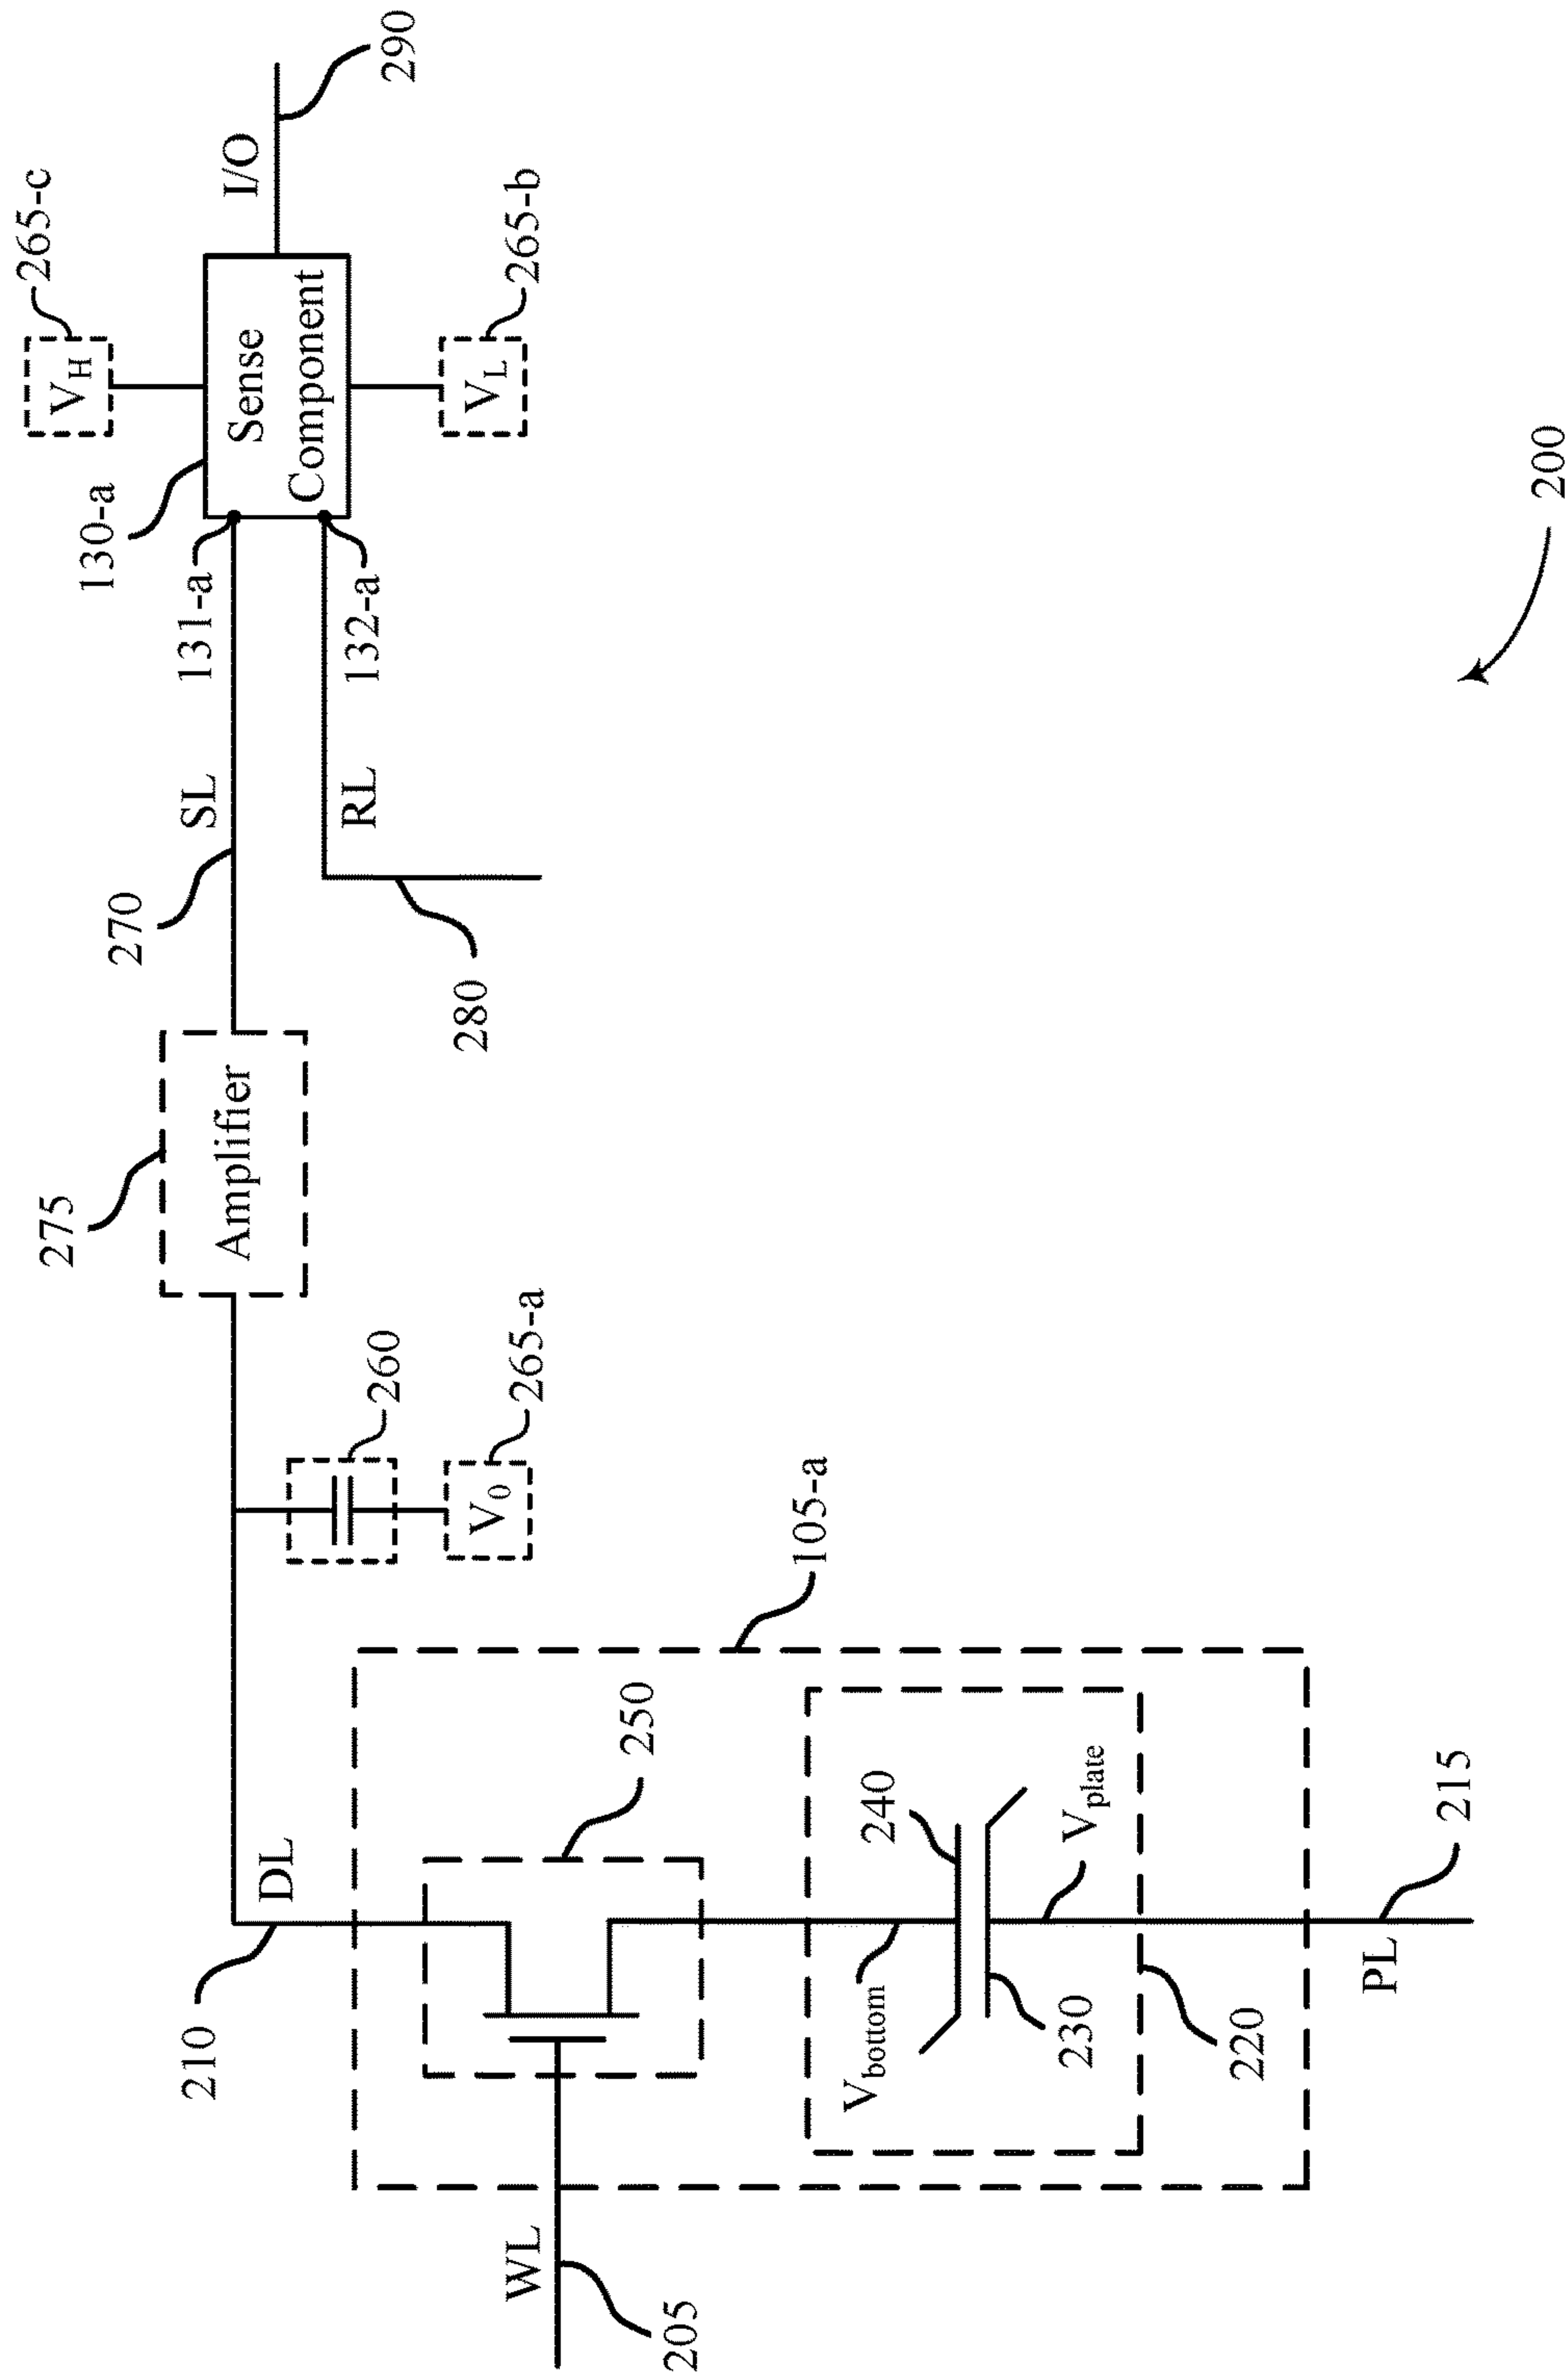 265-c
V_H
130-a
I/O
290
Sense
Component
131-a
SL
270
275
Amplifier
132-a
RL
280
V_L
265-b
260
V_0
265-a
DL
210
105-a
250
WL
205
V_bottom
240
230
V_plate
220
PL
215
200